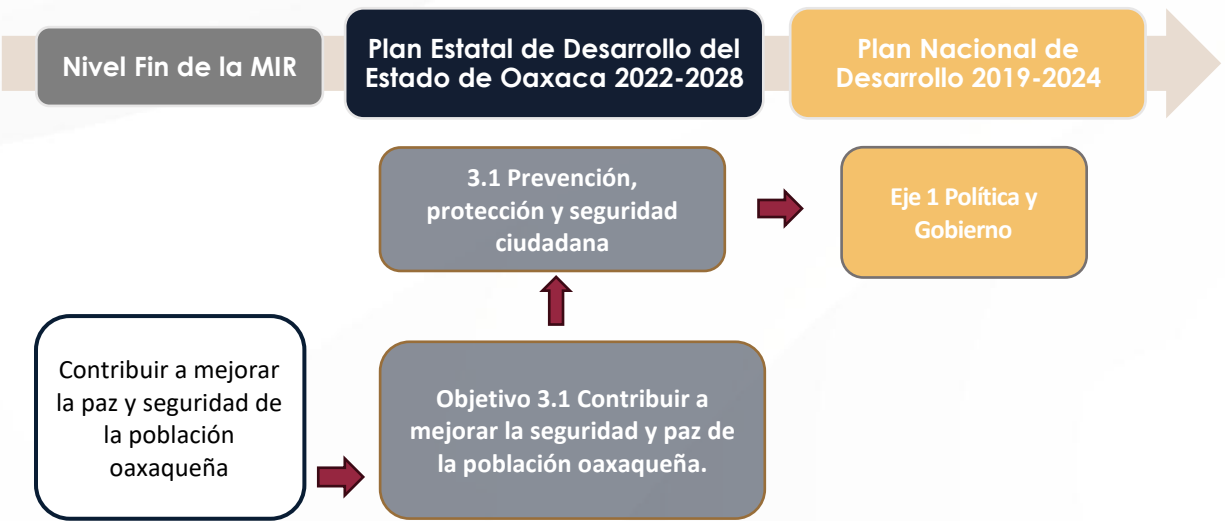 Nivel Fin de la MIR
Plan Estatal de Desarrollo del
Estado de Oaxaca 2022-2028
Plan Nacional de
Desarrollo 2019-2024
3.1 Prevención,
protección y seguridad
ciudadana
Eje 1 Política y
Gobierno
Contribuir a mejorar
la paz y seguridad de
la población
oaxaqueña
Objetivo 3.1 Contribuir a
mejorar la seguridad y paz de
la población oaxaqueña.